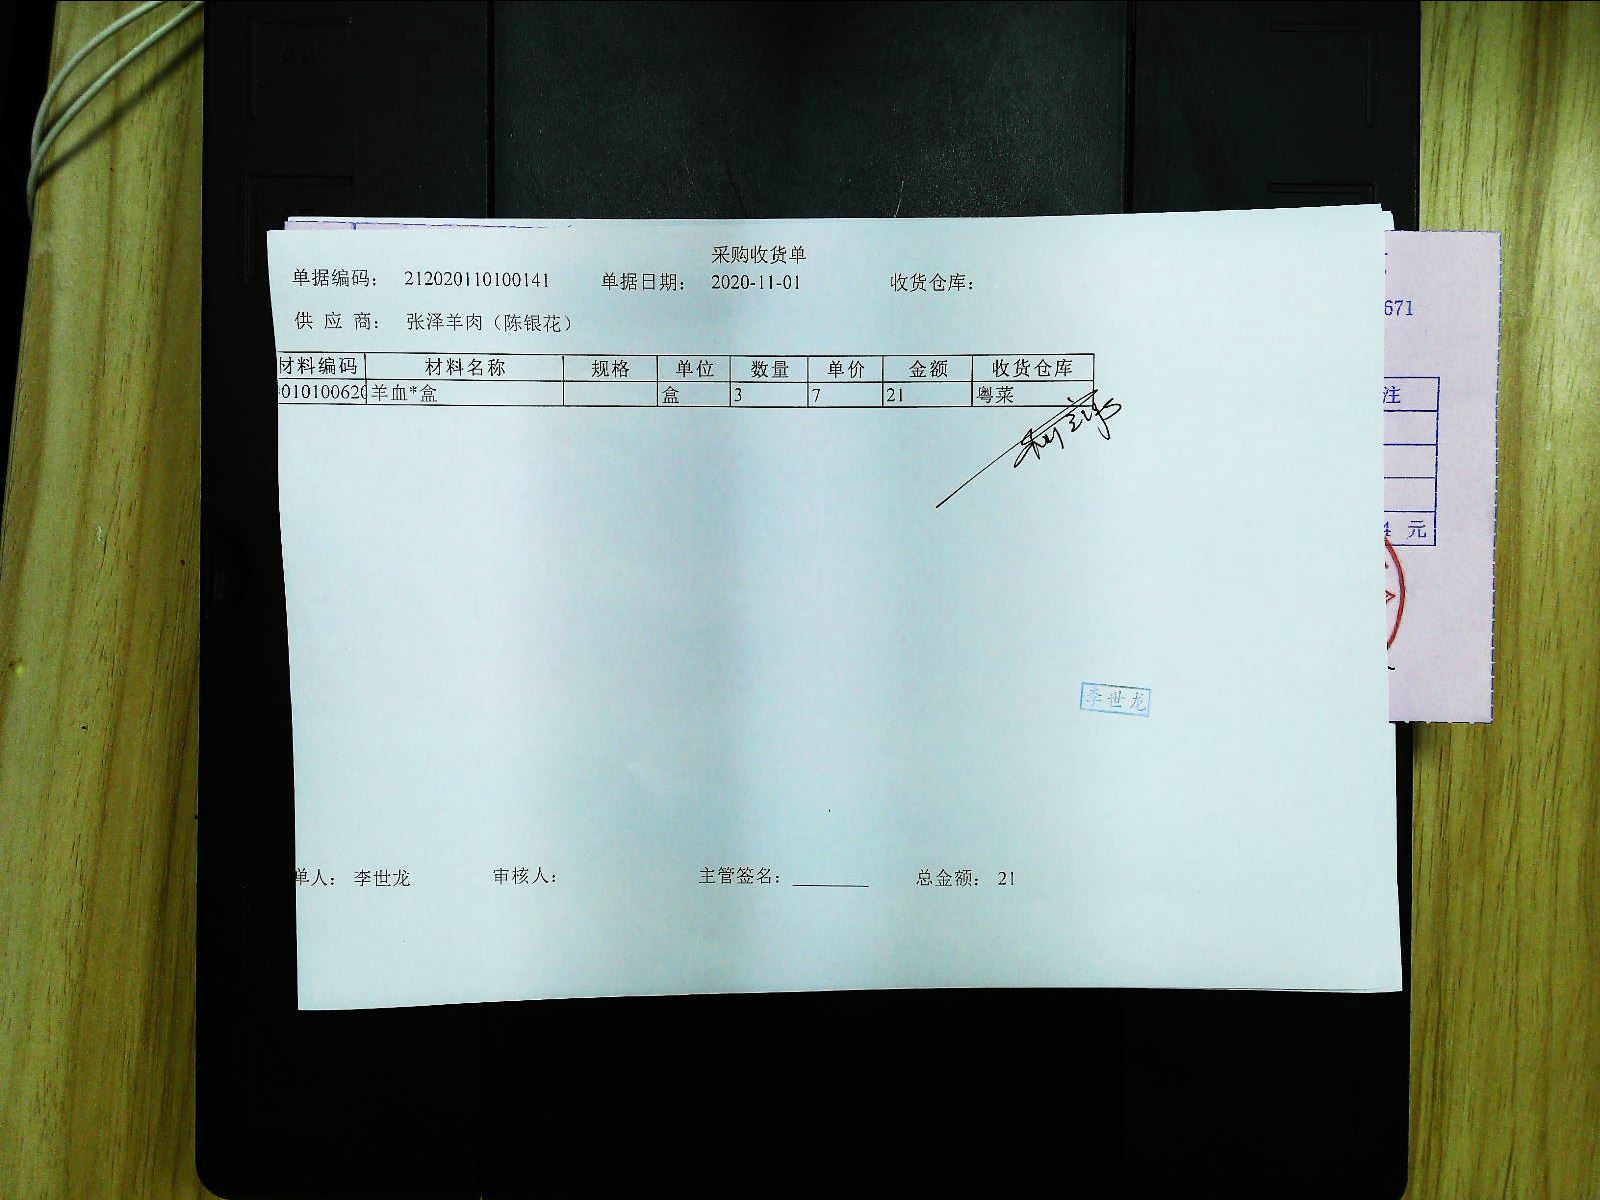 采购收货单
单据编码： 212020110100141 单据日期： 2020-11-01 收货仓库：
供 应 商： 张泽羊肉（陈银花）
材料编码 材料名称 规格 单位 数量 单价 金额 收货仓库
01010062 羊血*盒 盒 3 7 21 粤菜
671
注
4 元
李世龙
单人： 李世龙 审核人： 主管签名： ________ 总金额： 21